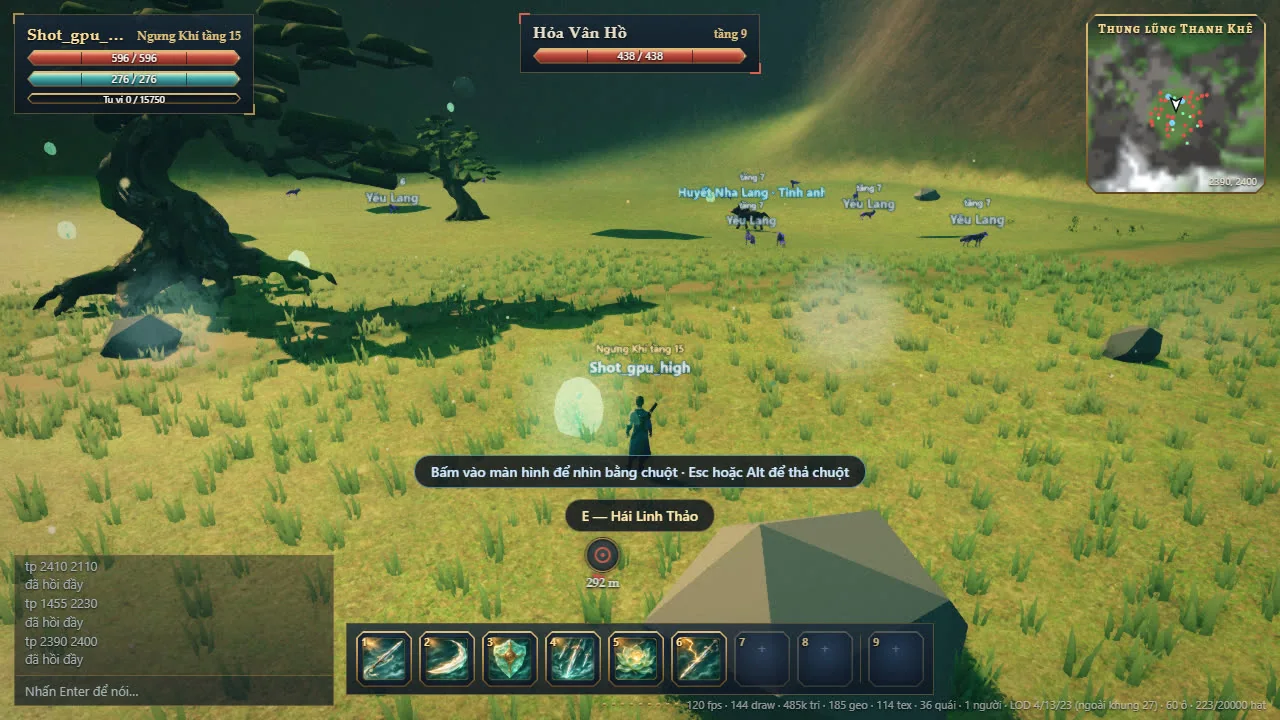 Shot_gpu_... Ngưng Khí tầng 15
596 / 596
276 / 276
Tu vi 0 / 15750
Hỏa Vân Hồ tầng 9
438 / 438
THUNG LŨNG THANH KHÊ
2390, 2400
6
Yêu Lang
tầng 7
Huyết Nha Lang · Tinh anh
tầng 7
Yêu Lang
tầng 7
Yêu Lang
tầng 7
Yêu Lang
Ngưng Khí tầng 15
Shot_gpu_high
Bấm vào màn hình để nhìn bằng chuột · Esc hoặc Alt để thả chuột
E — Hái Linh Thảo
292 m
tp 2410 2110
đã hồi đầy
tp 1455 2230
đã hồi đầy
tp 2390 2400
đã hồi đầy
Nhấn Enter để nói...
1 2 3 4 5 6 7 8 9
120 fps · 144 draw · 485k tri · 185 geo · 114 tex · 36 quái · 1 người · LOD 4/13/23 (ngoài khung 27) · 60 ô · 223/20000 hạt